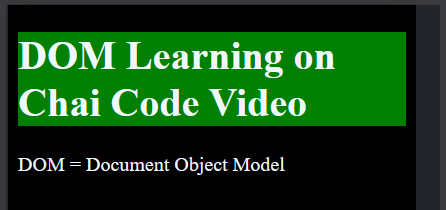 DOM Learning on
Chai Code Video
DOM = Document Object Model